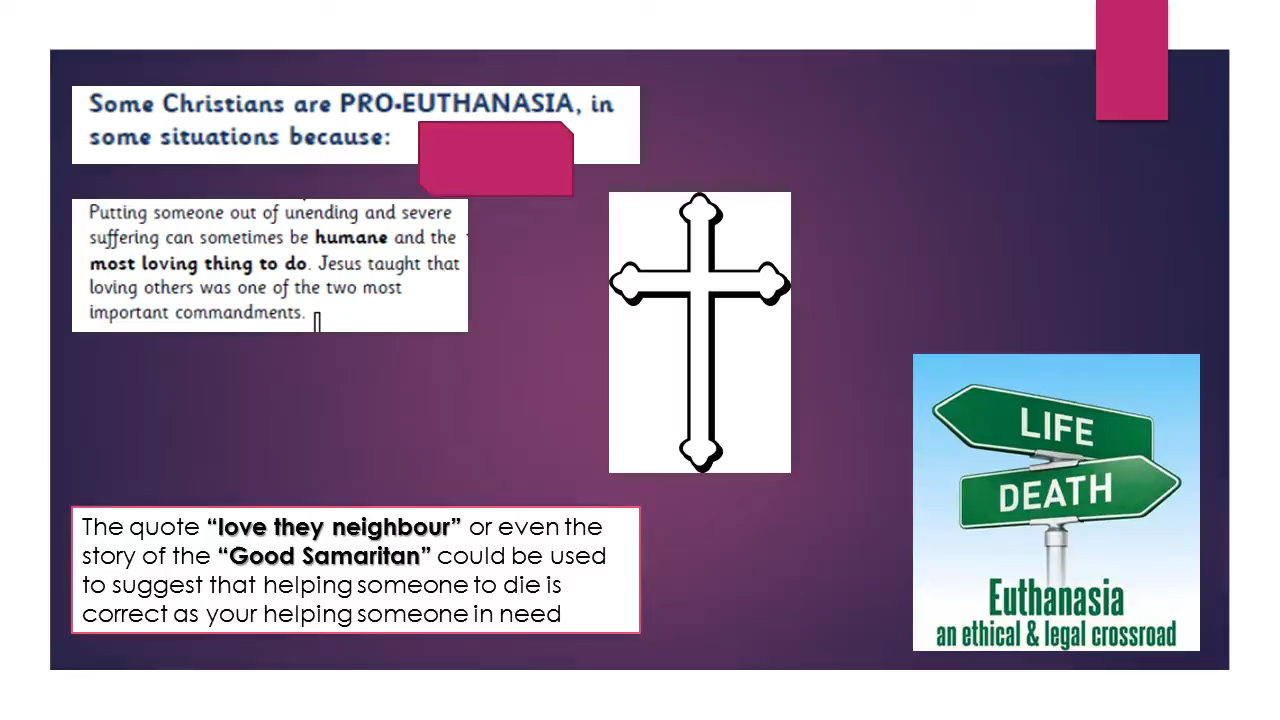 Some Christians are PRO-EUTHANASIA, in
some situations because:
Putting someone out of unending and severe
suffering can sometimes be humane and the
most loving thing to do. Jesus taught that
loving others was one of the two most
important commandments.
LIFE
DEATH
Euthanasia
an ethical & legal crossroad
The quote “love they neighbour” or even the
story of the “Good Samaritan” could be used
to suggest that helping someone to die is
correct as your helping someone in need